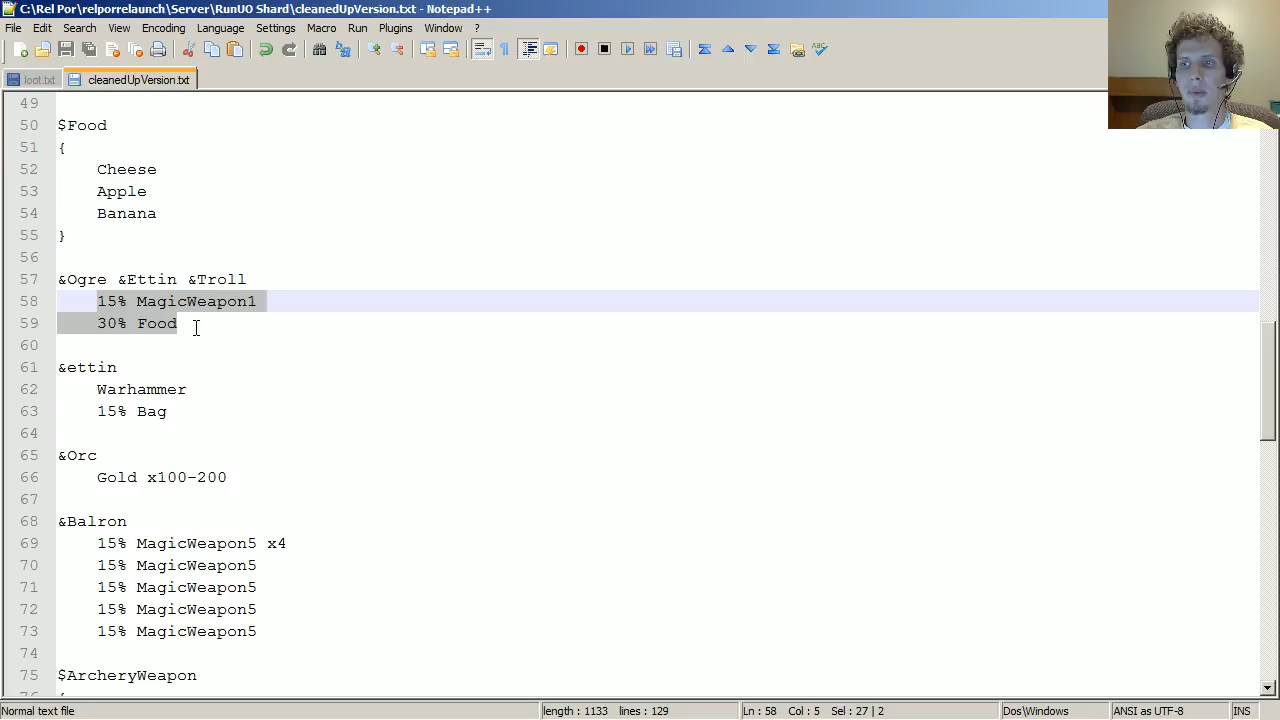 C:\Rel Por\relporrelaunch\Server\RunUO Shard\cleanedUpVersion.txt - Notepad++
File Edit Search View Encoding Language Settings Macro Run Plugins Window ?
loot.txt cleanedUpVersion.txt
49
50 $Food
51 {
52 Cheese
53 Apple
54 Banana
55 }
56
57 &Ogre &Ettin &Troll
58 15% MagicWeapon1
59 30% Food
60
61 &ettin
62 Warhammer
63 15% Bag
64
65 &Orc
66 Gold x100-200
67
68 &Balron
69 15% MagicWeapon5 x4
70 15% MagicWeapon5
71 15% MagicWeapon5
72 15% MagicWeapon5
73 15% MagicWeapon5
74
75 $ArcheryWeapon
Normal text file length : 1133 lines : 129 Ln : 58 Col : 5 Sel : 27 | 2 Dos\Windows ANSI as UTF-8 INS